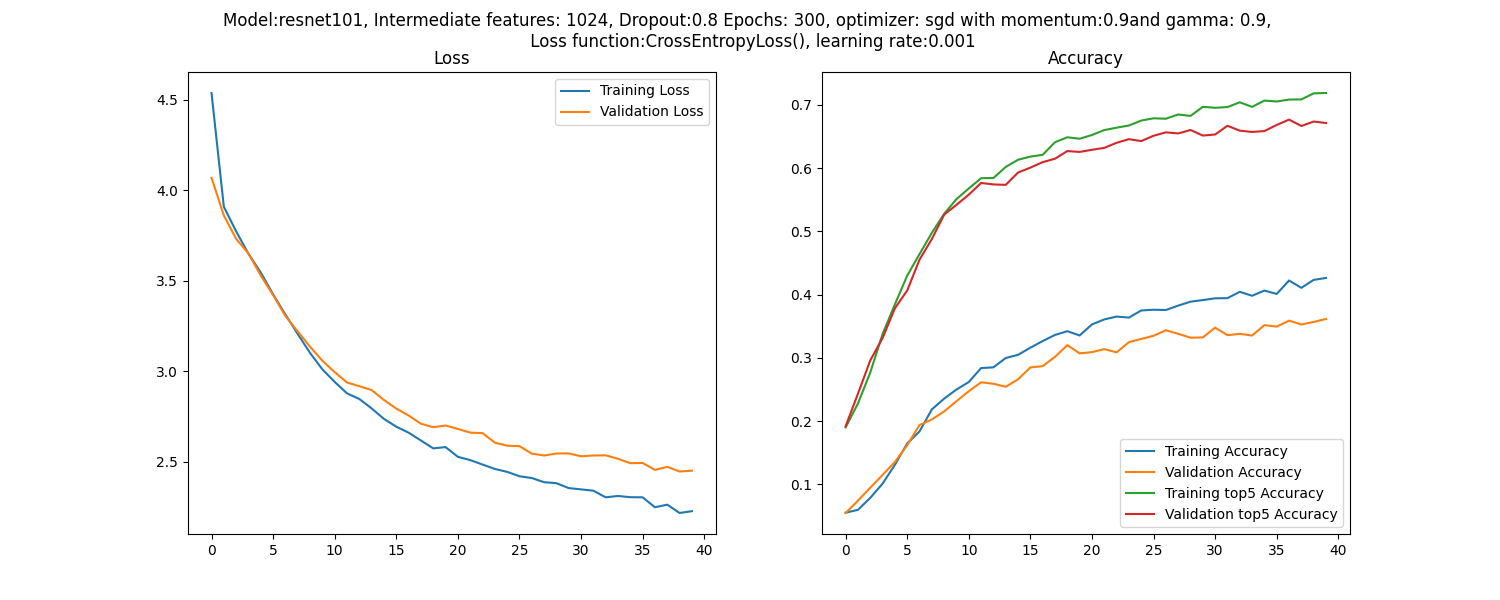 Model:resnet101, Intermediate features: 1024, Dropout:0.8 Epochs: 300, optimizer: sgd with momentum:0.9and gamma: 0.9,
Loss function:CrossEntropyLoss(), learning rate:0.001
Loss
4.5
4.0
3.5
3.0
2.5
0 5 10 15 20 25 30 35 40
Training Loss
Validation Loss
Accuracy
0.7
0.6
0.5
0.4
0.3
0.2
0.1
0 5 10 15 20 25 30 35 40
Training Accuracy
Validation Accuracy
Training top5 Accuracy
Validation top5 Accuracy